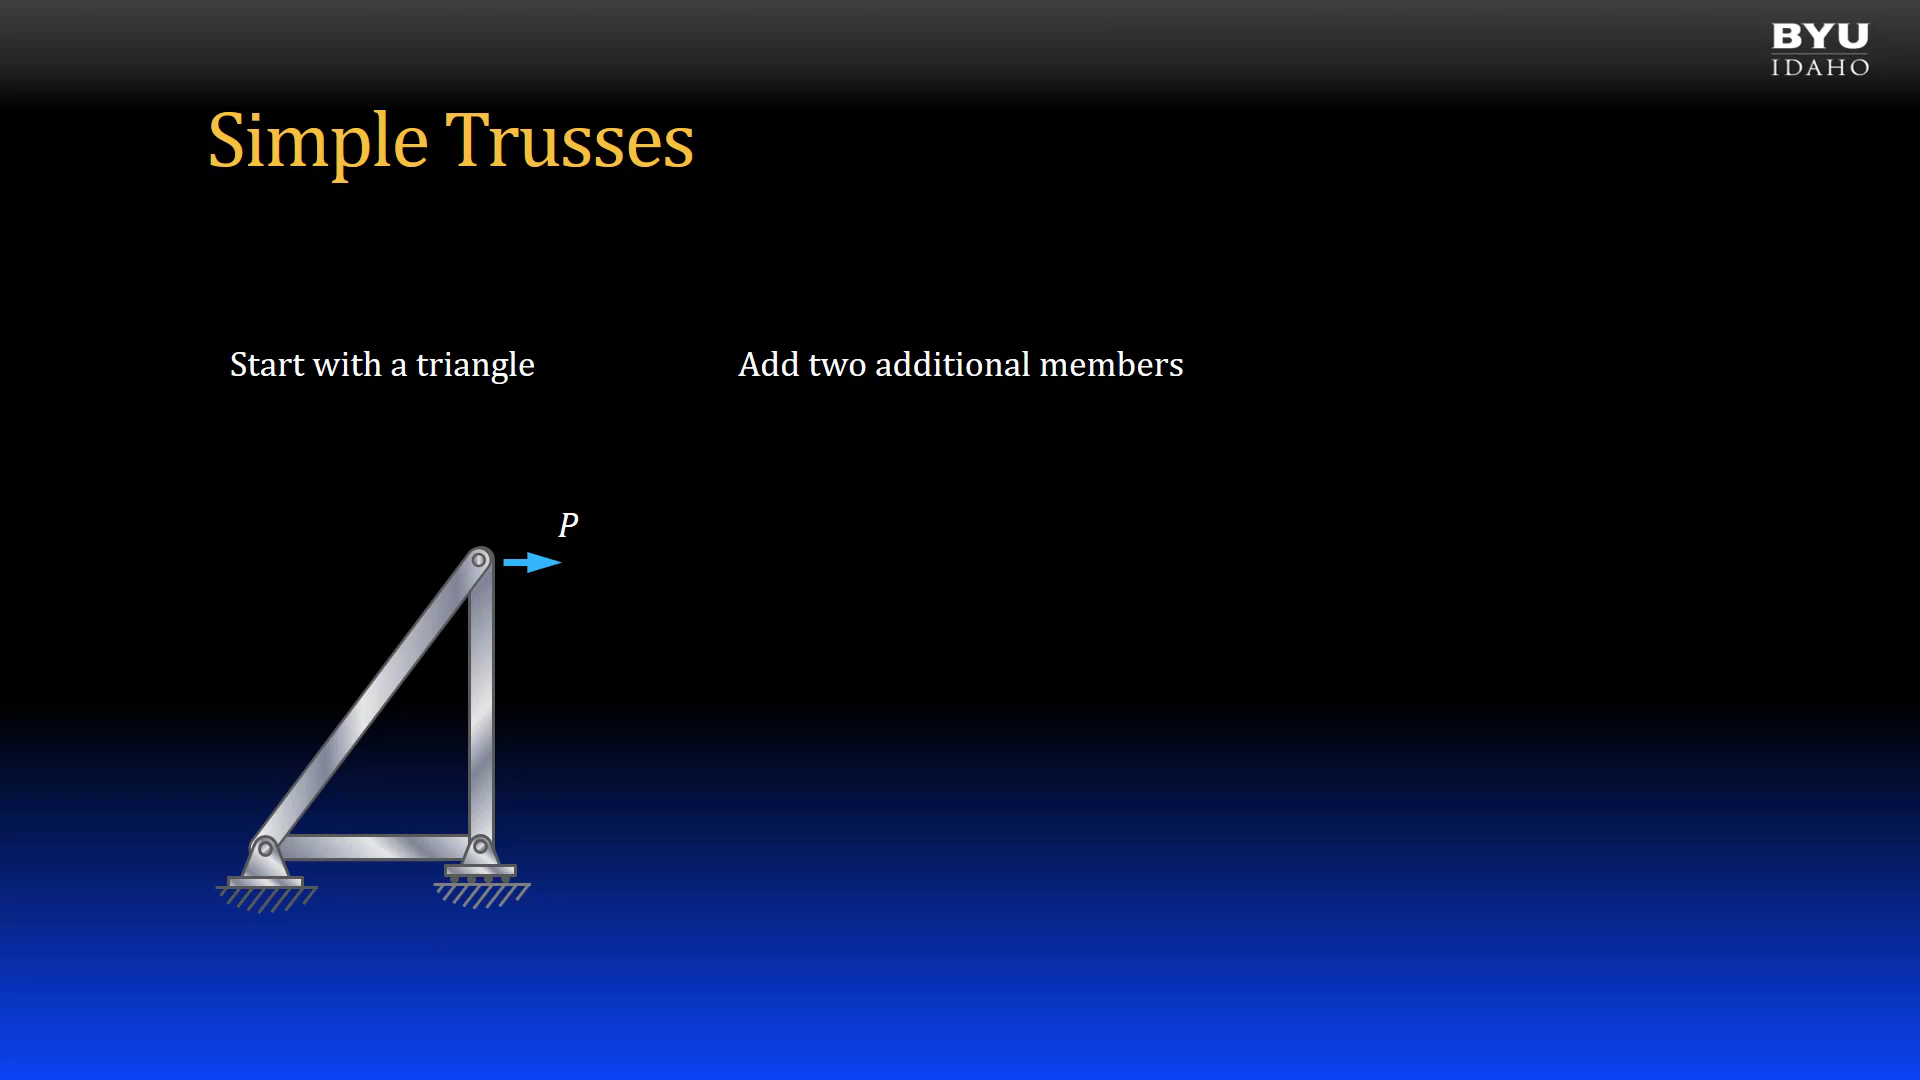 BYU
IDAHO
Simple Trusses
Start with a triangle
Add two additional members
P